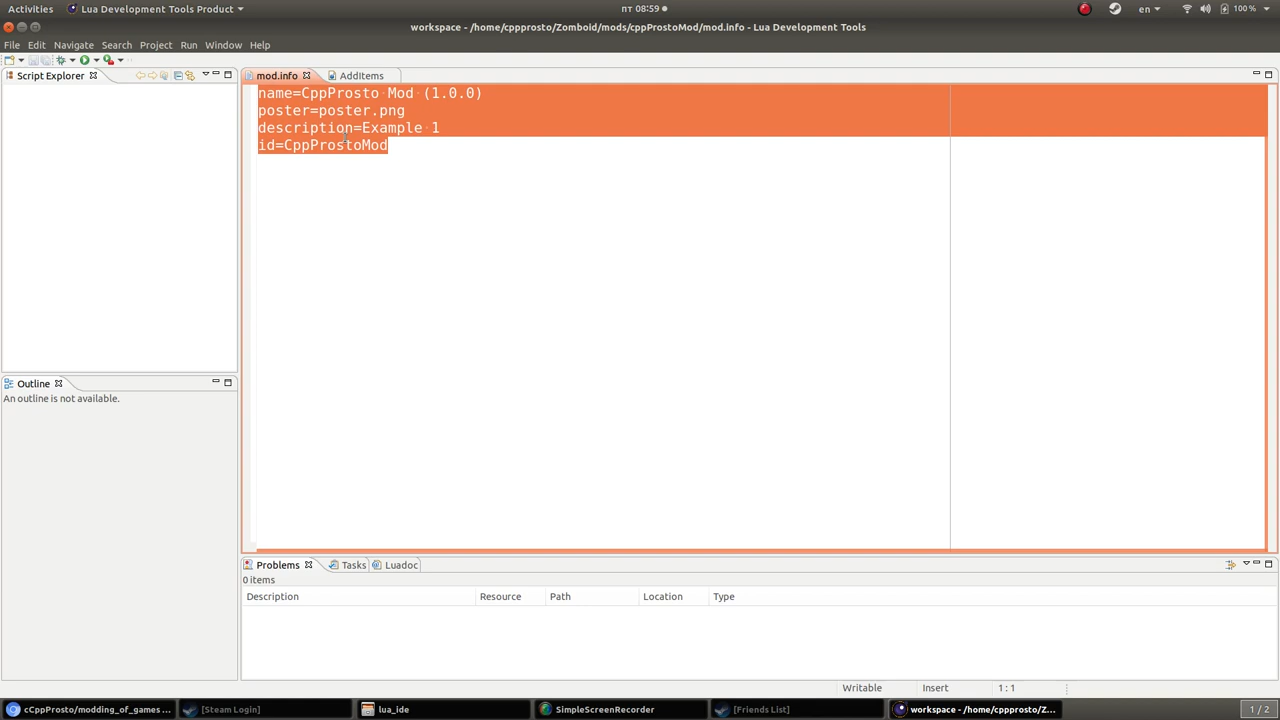 Activities
Lua Development Tools Product
пт 08:59
en
100 %
workspace - /home/cppprosto/Zomboid/mods/cppProstoMod/mod.info - Lua Development Tools
File Edit Navigate Search Project Run Window Help
Script Explorer
mod.info
AddItems
name=CppProsto Mod (1.0.0)
poster=poster.png
description=Example 1
id=CppProstoMod
Outline
An outline is not available.
Problems
Tasks
Luadoc
0 items
Description Resource Path Location Type
Writable Insert 1 : 1
cCppProsto/modding_of_games ...
[Steam Login]
lua_ide
SimpleScreenRecorder
[Friends List]
workspace - /home/cppprosto/Zo...
1 / 2